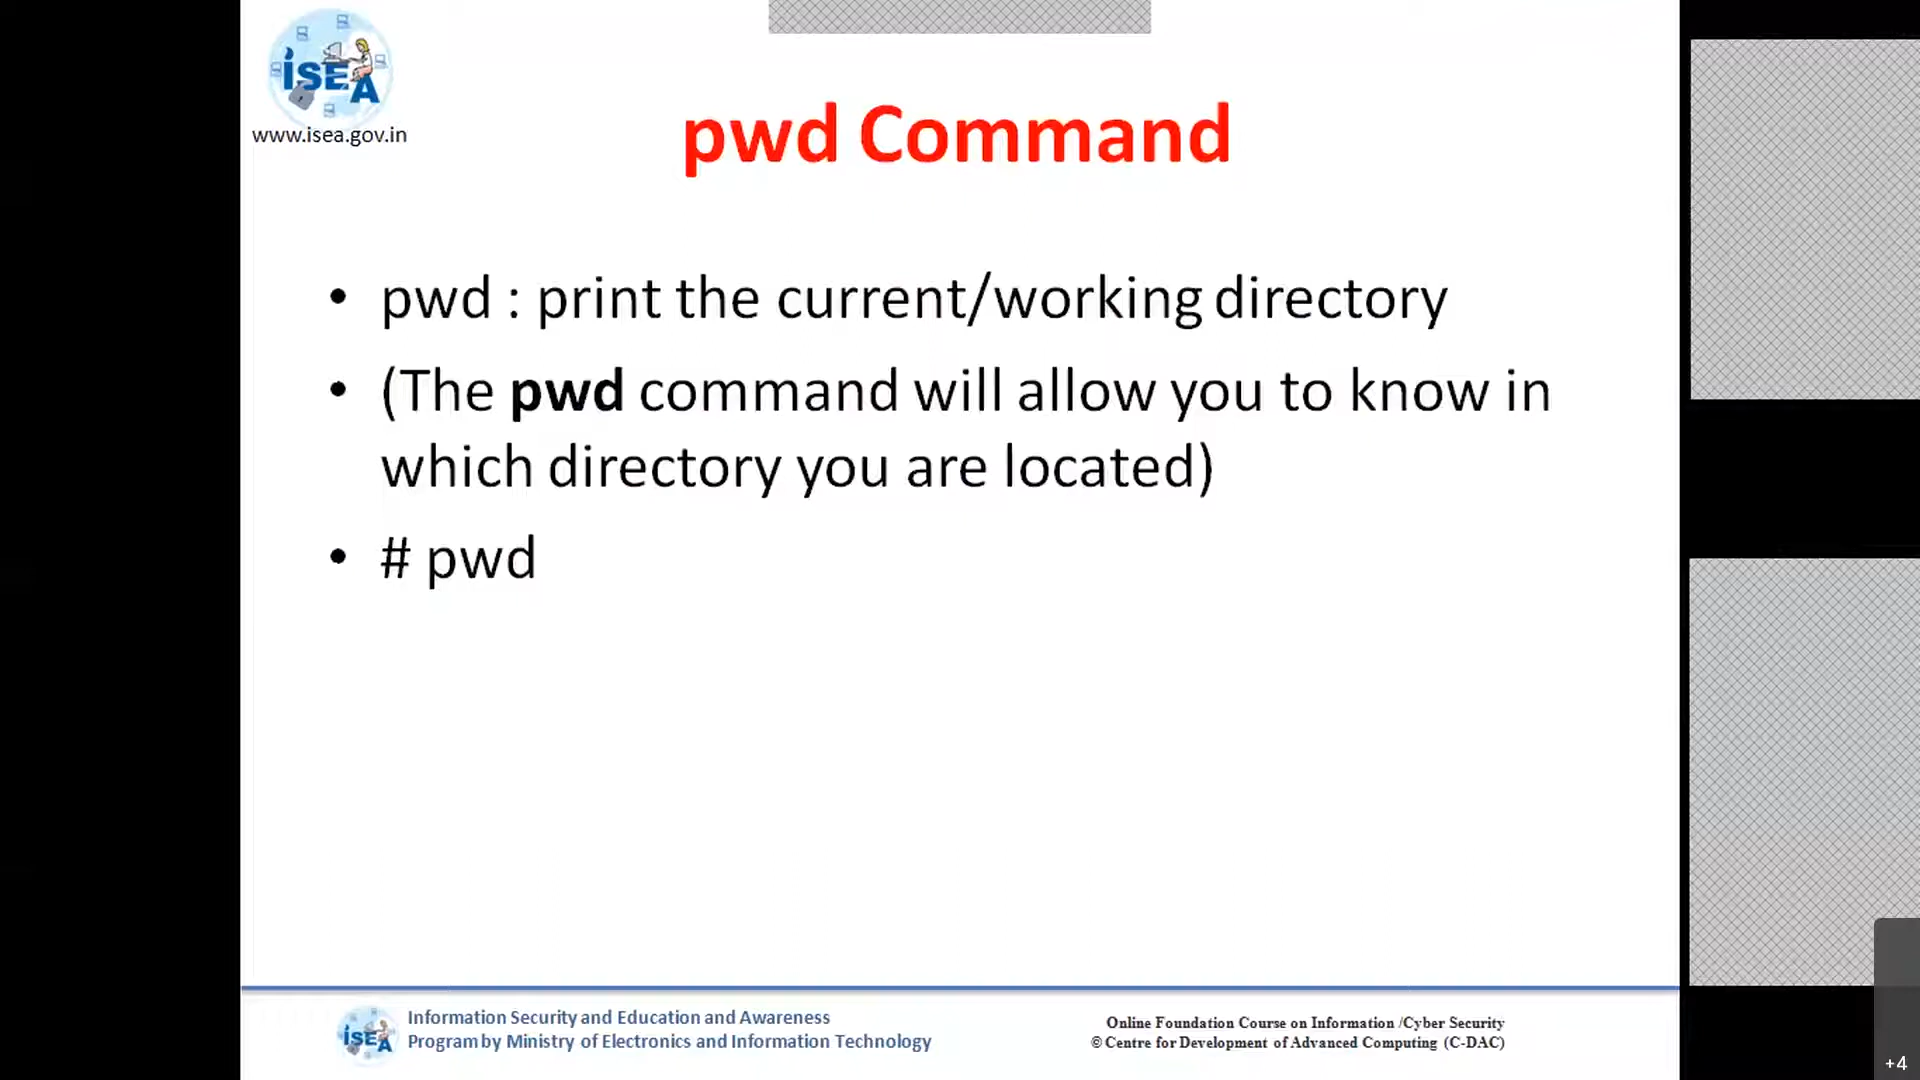 iSEA
www.isea.gov.in
pwd Command
• pwd : print the current/working directory
• (The pwd command will allow you to know in
which directory you are located)
• # pwd
iSEA
Information Security and Education and Awareness
Program by Ministry of Electronics and Information Technology
Online Foundation Course on Information /Cyber Security
© Centre for Development of Advanced Computing (C-DAC)
+4